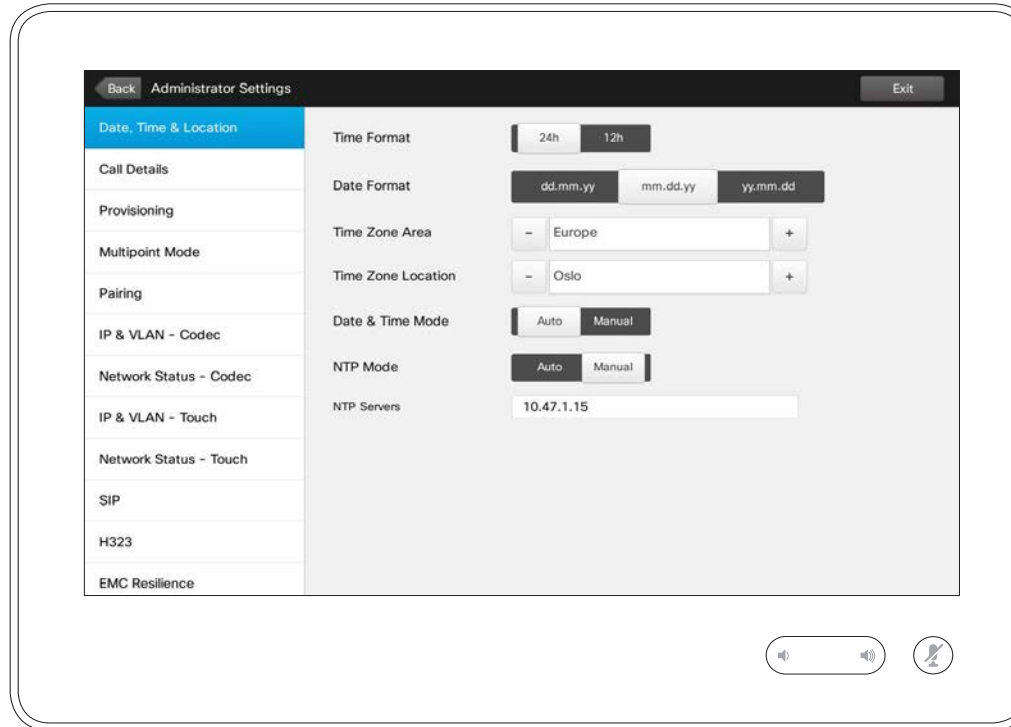 Back Administrator Settings Exit
Date, Time & Location
Call Details
Provisioning
Multipoint Mode
Pairing
IP & VLAN - Codec
Network Status - Codec
IP & VLAN - Touch
Network Status - Touch
SIP
H323
EMC Resilience
Time Format 24h 12h
Date Format dd.mm.yy mm.dd.yy yy.mm.dd
Time Zone Area - Europe +
Time Zone Location - Oslo +
Date & Time Mode Auto Manual
NTP Mode Auto Manual
NTP Servers 10.47.1.15